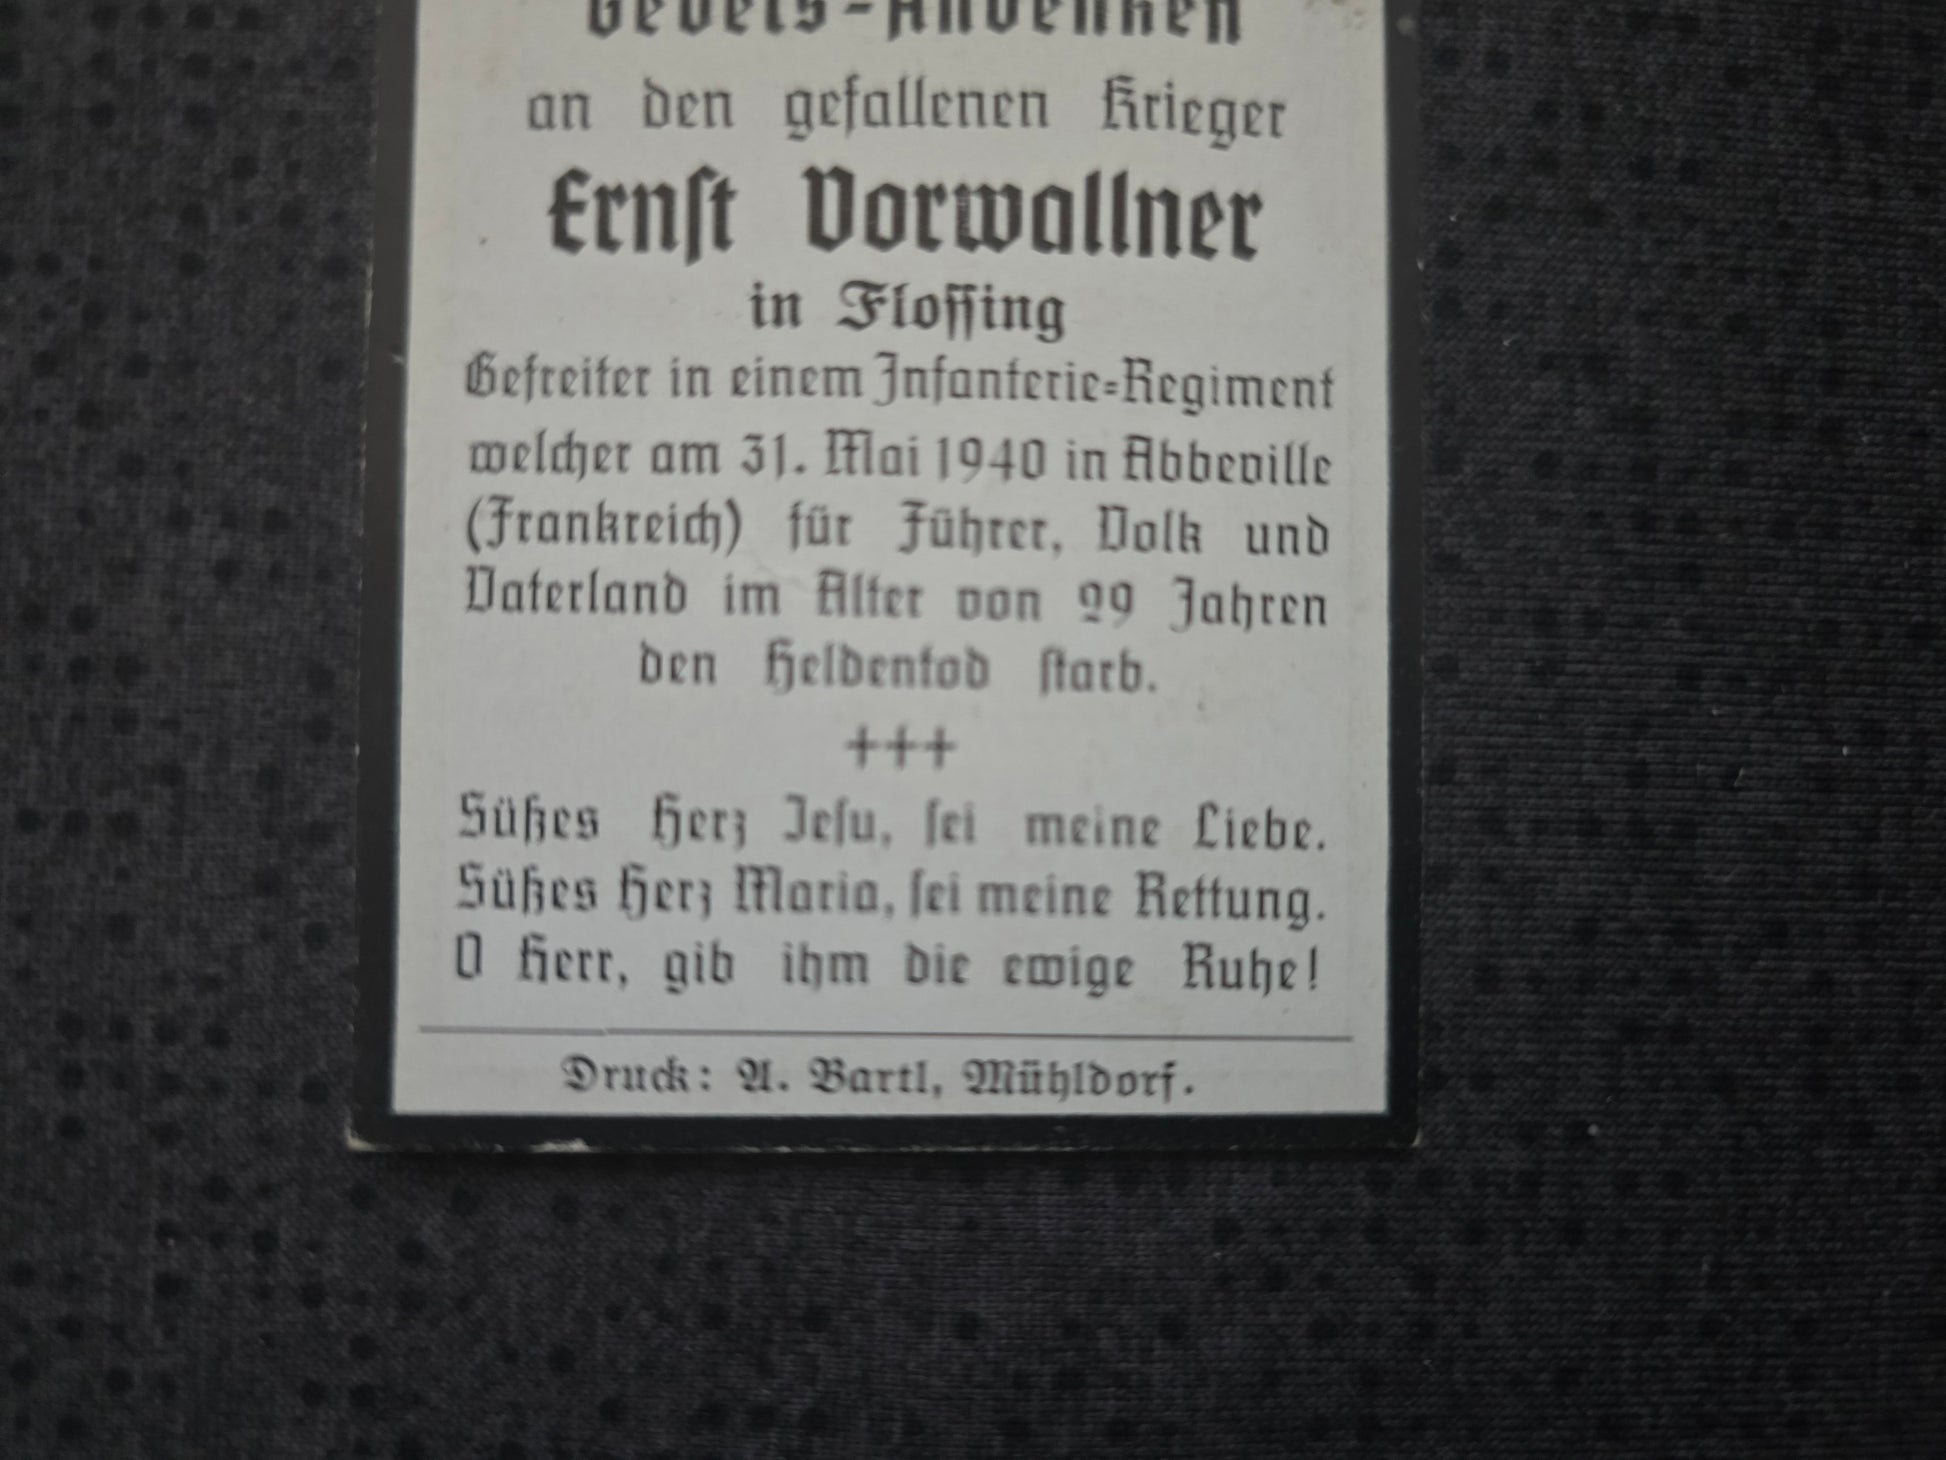 Gebets-Andenken
an den gefallenen Krieger
Ernst Vorwallner
in Flossing
Gefreiter in einem Infanterie-Regiment
welcher am 31. Mai 1940 in Abbeville
(Frankreich) für Führer, Volk und
Vaterland im Alter von 29 Jahren
den Heldentod starb.
+++
Süßes Herz Jesu, sei meine Liebe.
Süßes Herz Maria, sei meine Rettung.
O Herr, gib ihm die ewige Ruhe!
Druck: A. Bartl, Mühldorf.